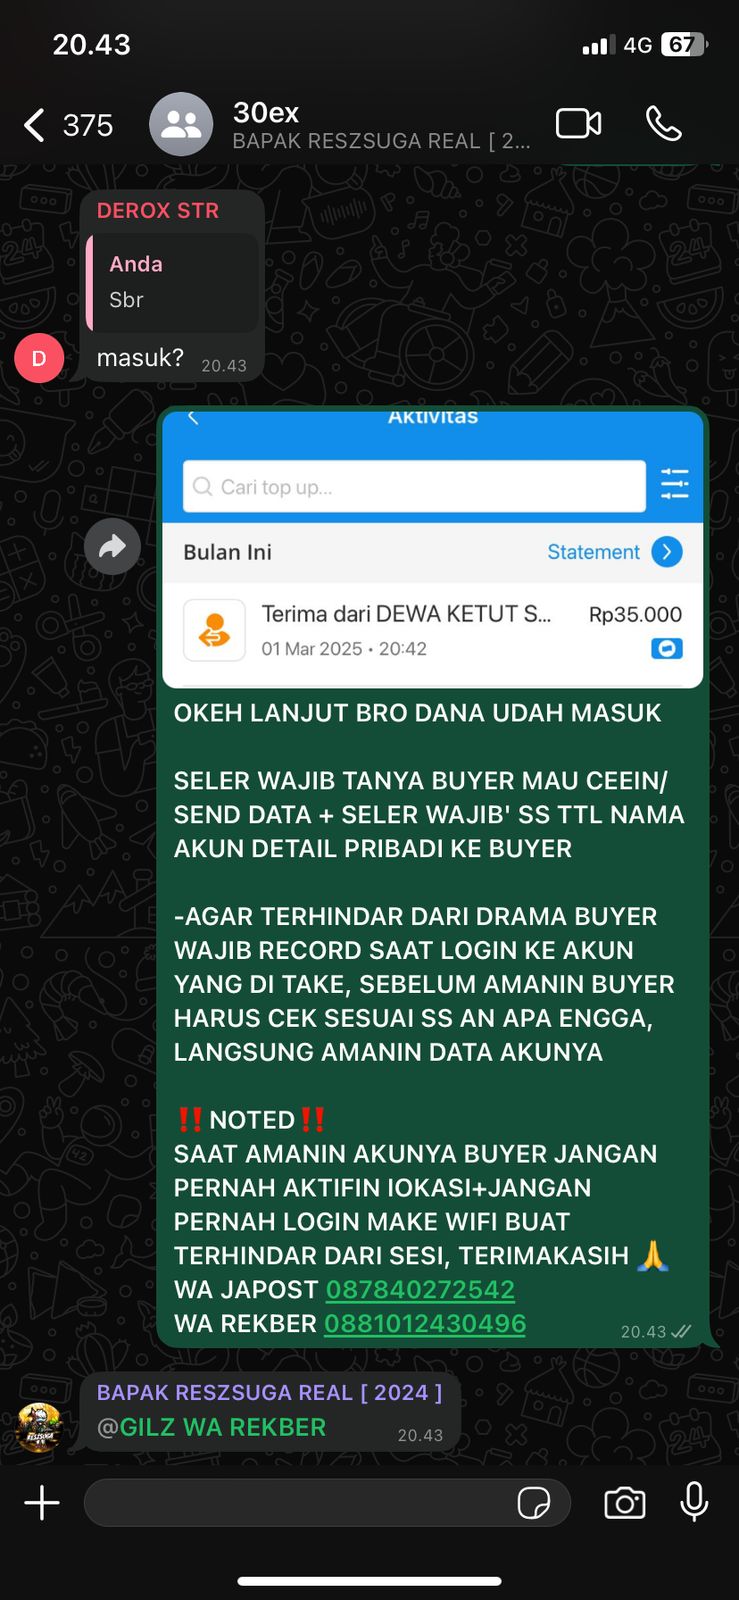 20.43
4G
67
375
30ex
BAPAK RESZSUGA REAL [ 2...
DEROX STR
Anda
Sbr
masuk?
20.43
D
Aktivitas
Cari top up...
Bulan Ini
Statement
Terima dari DEWA KETUT S...
Rp35.000
01 Mar 2025 • 20:42
OKEH LANJUT BRO DANA UDAH MASUK
SELER WAJIB TANYA BUYER MAU CEEIN/
SEND DATA + SELER WAJIB' SS TTL NAMA
AKUN DETAIL PRIBADI KE BUYER
-AGAR TERHINDAR DARI DRAMA BUYER
WAJIB RECORD SAAT LOGIN KE AKUN
YANG DI TAKE, SEBELUM AMANIN BUYER
HARUS CEK SESUAI SS AN APA ENGGA,
LANGSUNG AMANIN DATA AKUNYA
‼️NOTED‼️
SAAT AMANIN AKUNYA BUYER JANGAN
PERNAH AKTIFIN lOKASI+JANGAN
PERNAH LOGIN MAKE WIFI BUAT
TERHINDAR DARI SESI, TERIMAKASIH 🙏
WA JAPOST 087840272542
WA REKBER 0881012430496
20.43
BAPAK RESZSUGA REAL [ 2024 ]
@GILZ WA REKBER
20.43